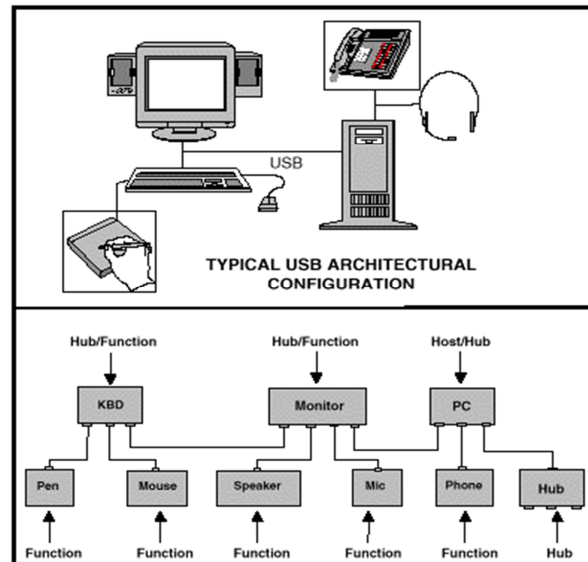 USB
TYPICAL USB ARCHITECTURAL
CONFIGURATION
Hub/Function Hub/Function Host/Hub
KBD Monitor PC
Pen Mouse Speaker Mic Phone Hub
Function Function Function Function Function Hub